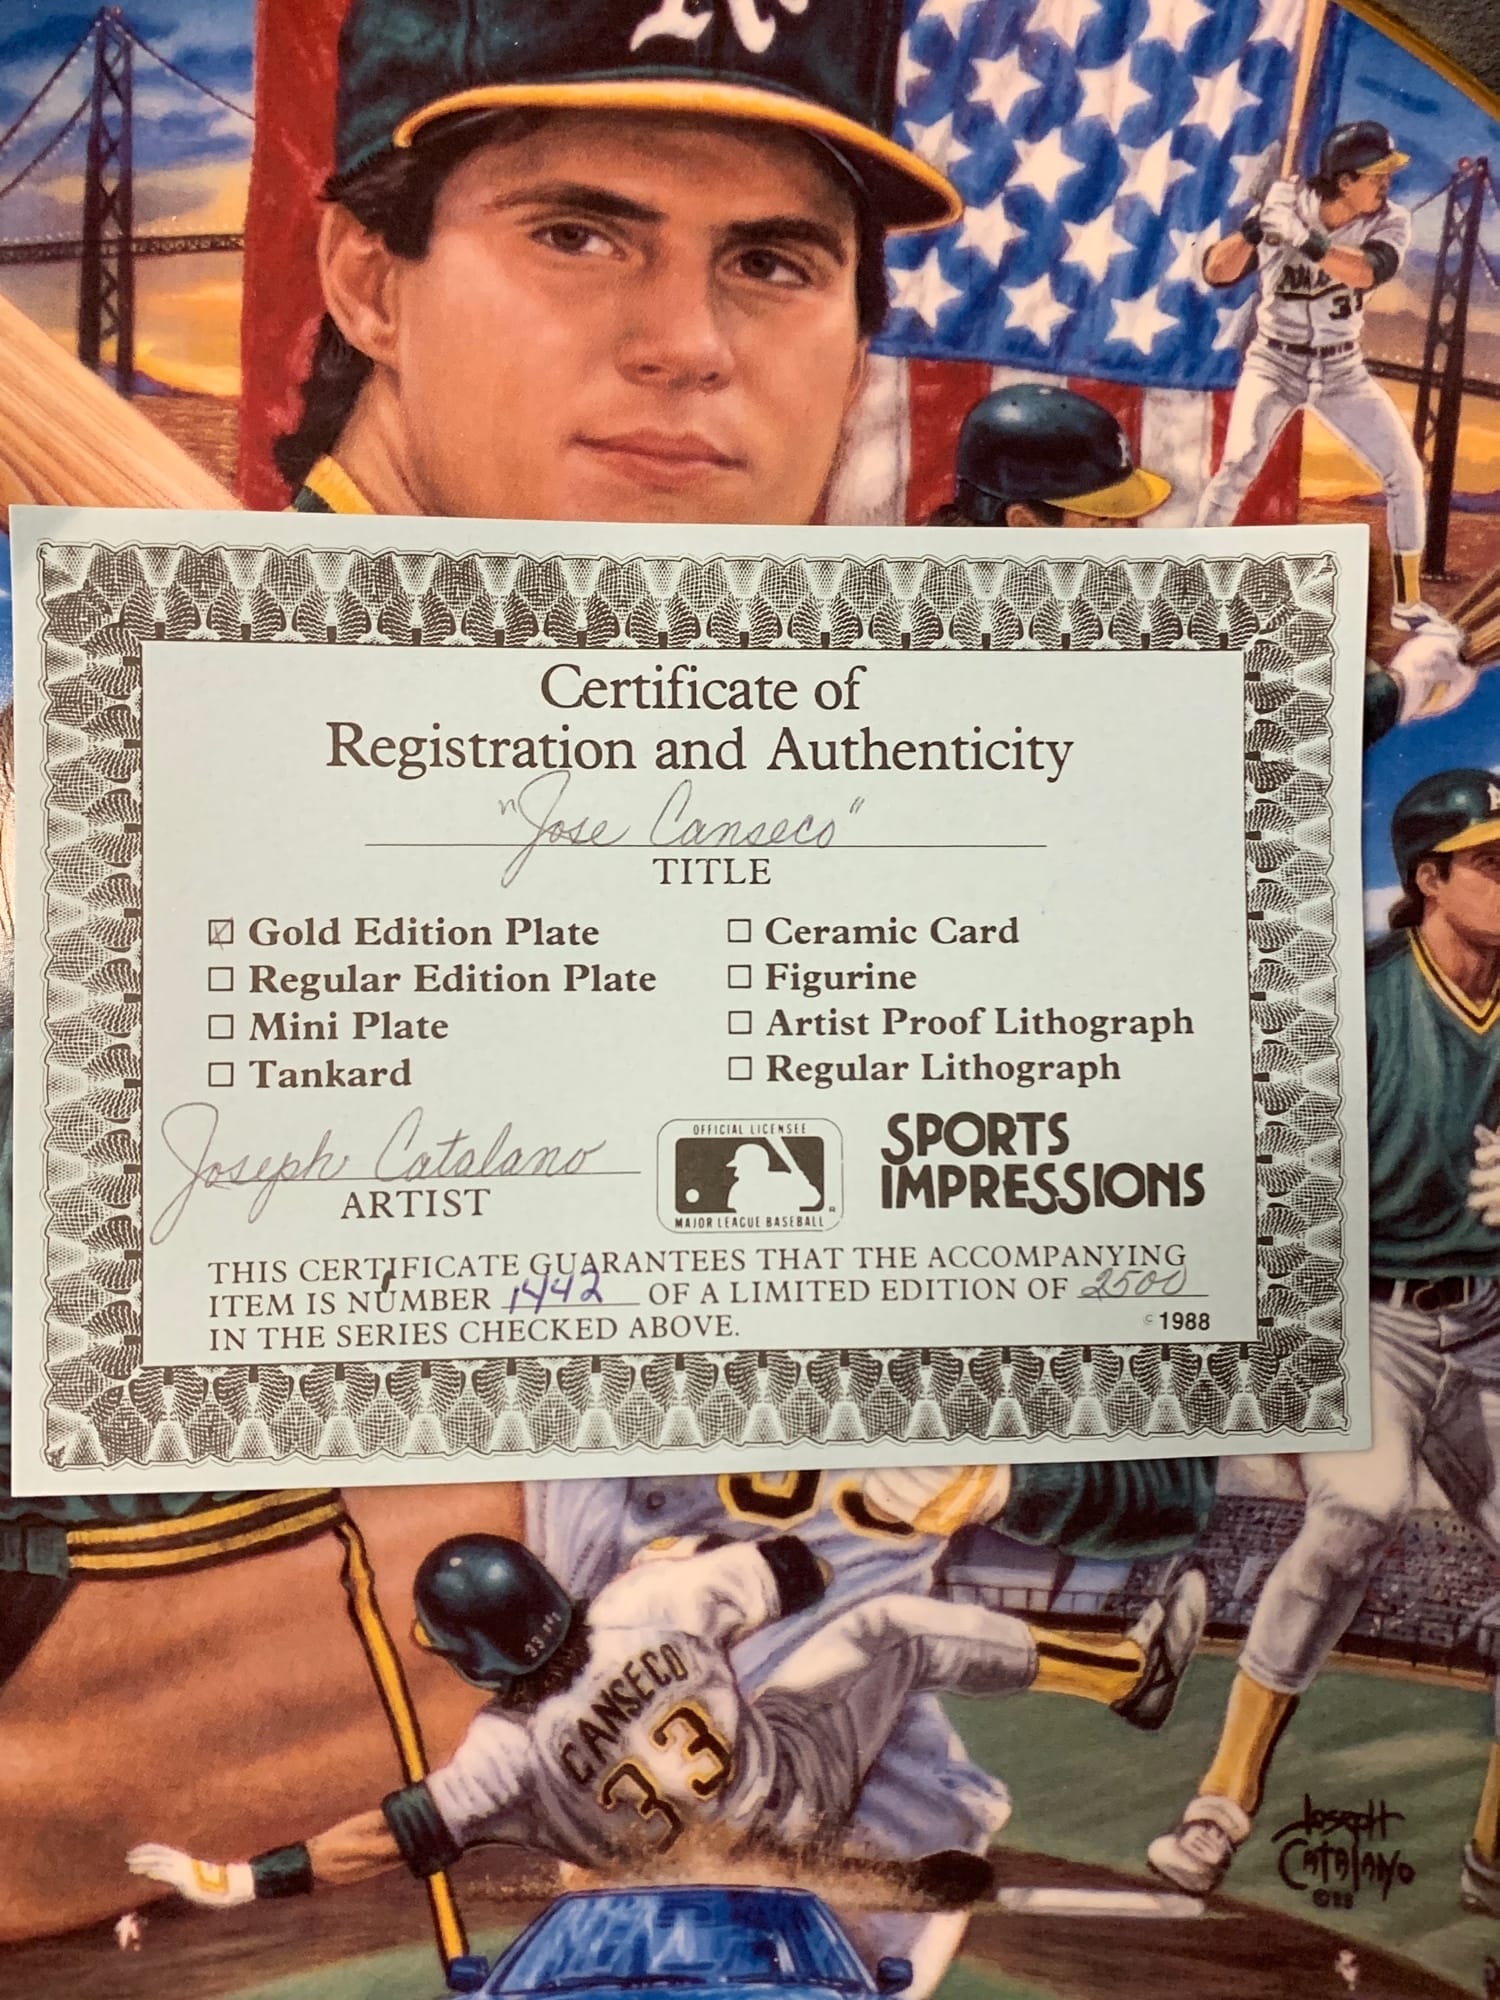 A's
33
Certificate of
Registration and Authenticity
"Jose Canseco"
TITLE
☑ Gold Edition Plate
☐ Regular Edition Plate
☐ Mini Plate
☐ Tankard
☐ Ceramic Card
☐ Figurine
☐ Artist Proof Lithograph
☐ Regular Lithograph
Joseph Catalano
ARTIST
OFFICIAL LICENSEE
MAJOR LEAGUE BASEBALL
SPORTS
IMPRESSIONS
THIS CERTIFICATE GUARANTEES THAT THE ACCOMPANYING
ITEM IS NUMBER 1442 OF A LIMITED EDITION OF 2500
IN THE SERIES CHECKED ABOVE.
© 1988
33
CANSECO
33
Joseph
Catalano
©88